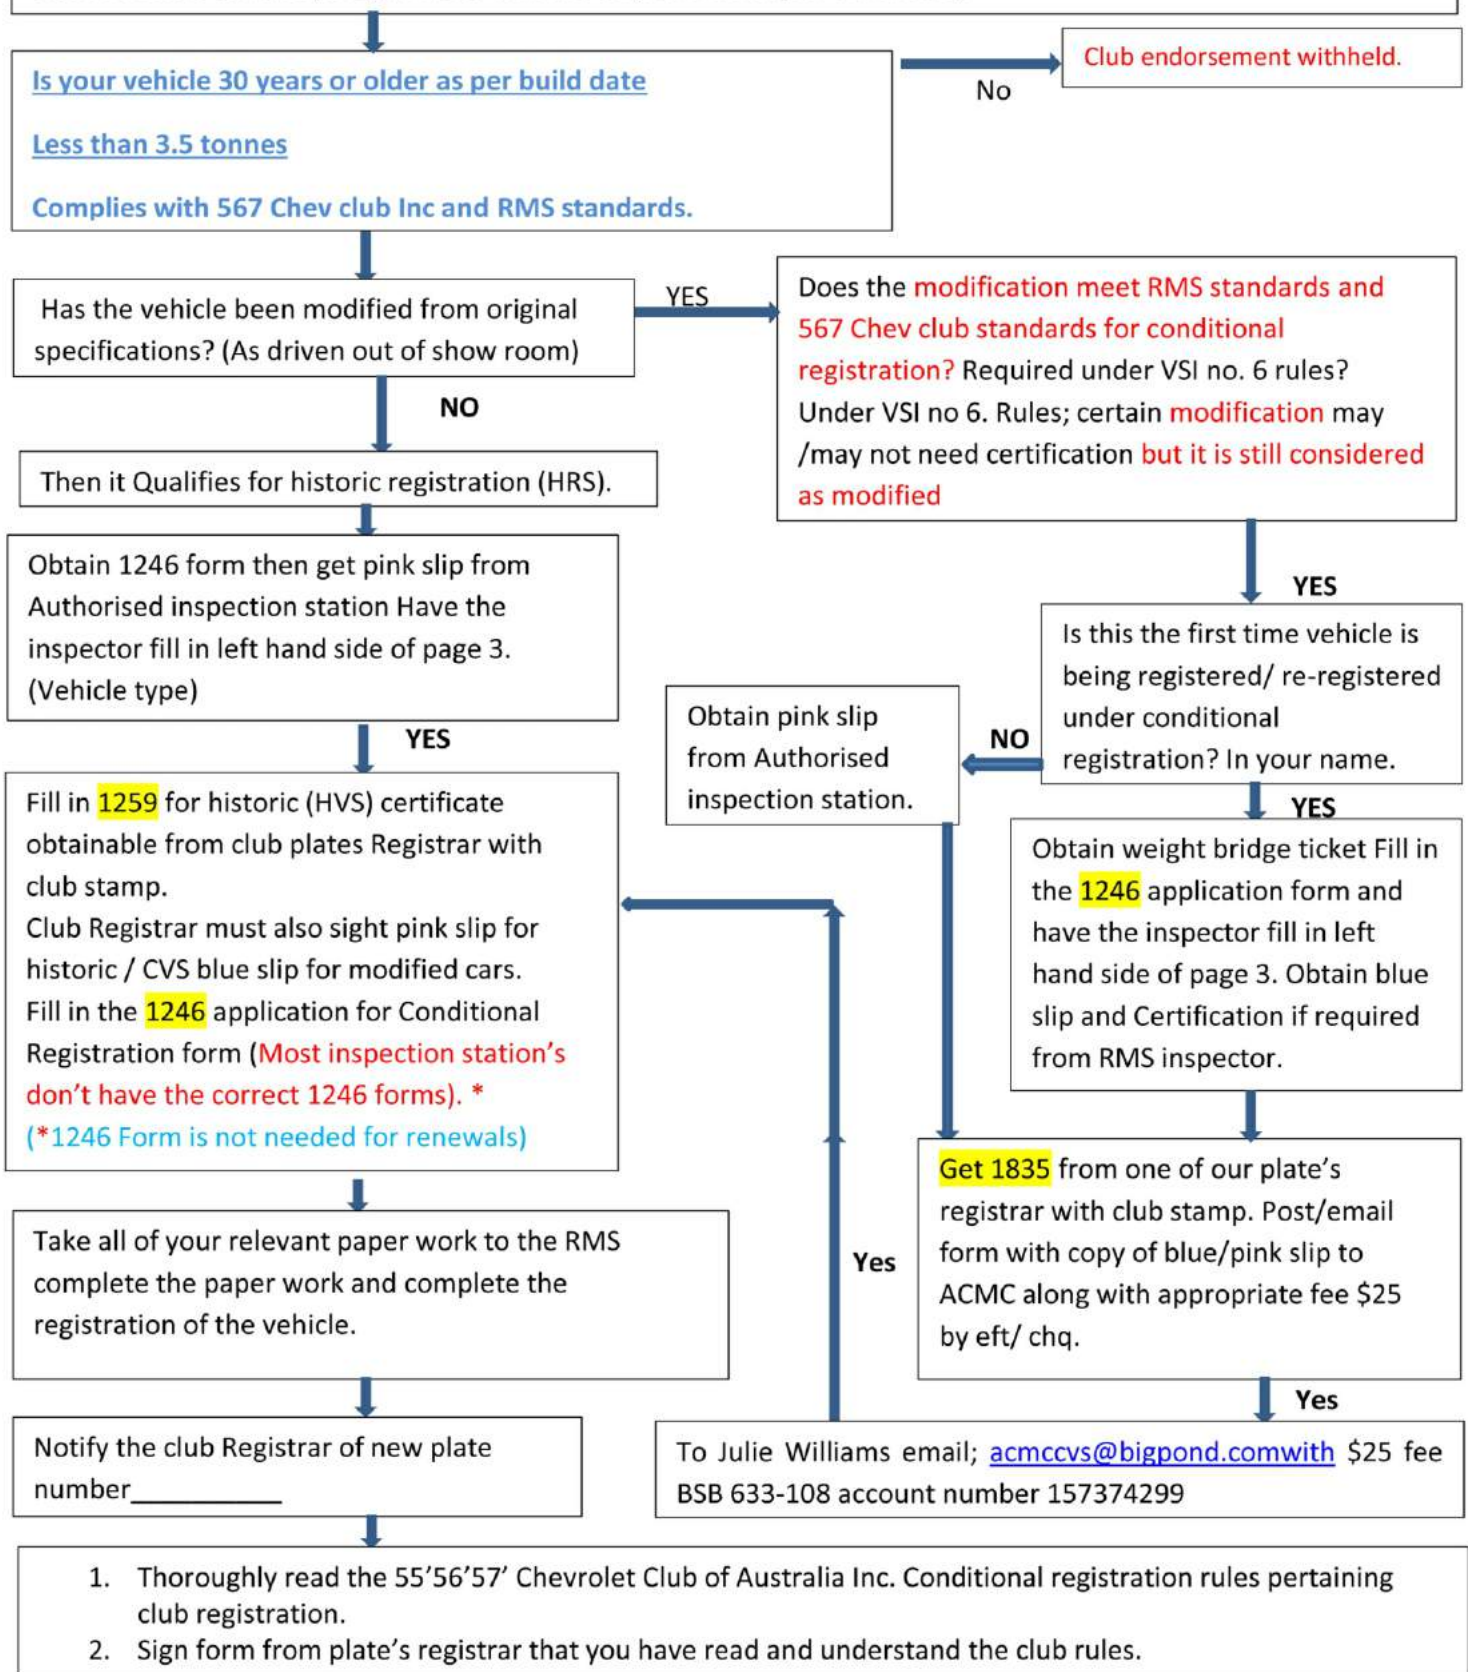 Is your vehicle 30 years or older as per build date
Less than 3.5 tonnes
Complies with 567 Chev club Inc and RMS standards.
No
Club endorsement withheld.
Has the vehicle been modified from original
specifications? (As driven out of show room)
YES
Does the modification meet RMS standards and
567 Chev club standards for conditional
registration? Required under VSI no. 6 rules?
Under VSI no 6. Rules; certain modification may
/may not need certification but it is still considered
as modified
NO
Then it Qualifies for historic registration (HRS).
Obtain 1246 form then get pink slip from
Authorised inspection station Have the
inspector fill in left hand side of page 3.
(Vehicle type)
YES
Is this the first time vehicle is
being registered/ re-registered
under conditional
registration? In your name.
NO
Obtain pink slip
from Authorised
inspection station.
YES
YES
Obtain weight bridge ticket Fill in
the 1246 application form and
have the inspector fill in left
hand side of page 3. Obtain blue
slip and Certification if required
from RMS inspector.
Fill in 1259 for historic (HVS) certificate
obtainable from club plates Registrar with
club stamp.
Club Registrar must also sight pink slip for
historic / CVS blue slip for modified cars.
Fill in the 1246 application for Conditional
Registration form (Most inspection station's
don't have the correct 1246 forms). *
(*1246 Form is not needed for renewals)
Get 1835 from one of our plate's
registrar with club stamp. Post/email
form with copy of blue/pink slip to
ACMC along with appropriate fee $25
by eft/ chq.
Yes
Yes
Take all of your relevant paper work to the RMS
complete the paper work and complete the
registration of the vehicle.
To Julie Williams email; acmccvs@bigpond.comwith $25 fee
BSB 633-108 account number 157374299
Notify the club Registrar of new plate
number__________
1. Thoroughly read the 55'56'57' Chevrolet Club of Australia Inc. Conditional registration rules pertaining
club registration.
2. Sign form from plate's registrar that you have read and understand the club rules.